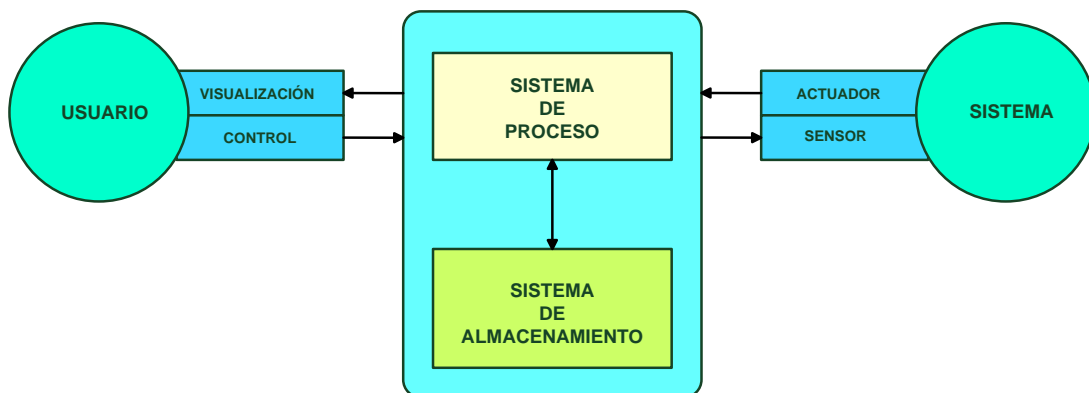 USUARIO
VISUALIZACIÓN
CONTROL
SISTEMA
DE
PROCESO
SISTEMA
DE
ALMACENAMIENTO
ACTUADOR
SENSOR
SISTEMA